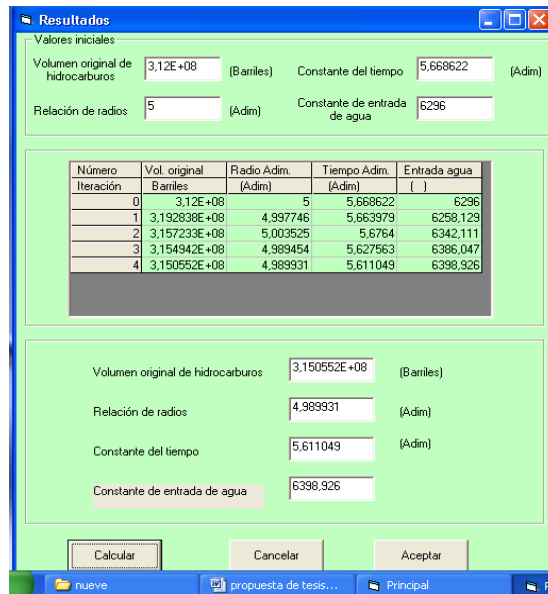 Resultados
Valores iniciales
Volumen original de hidrocarburos 3,12E+08 (Barriles) Constante del tiempo 5,668622 (Adim)
Relación de radios 5 (Adim) Constante de entrada de agua 6296
Número Vol. original Radio Adim. Tiempo Adim. Entrada agua
Iteración Barriles (Adim) (Adim) ( )
0 3,12E+08 5 5,668622 6296
1 3,192838E+08 4,997746 5,663979 6258,129
2 3,157233E+08 5,003525 5,6764 6342,111
3 3,154942E+08 4,989454 5,627563 6386,047
4 3,150552E+08 4,989931 5,611049 6398,926
Volumen original de hidrocarburos 3,150552E+08 (Barriles)
Relación de radios 4,989931 (Adim)
Constante del tiempo 5,611049 (Adim)
Constante de entrada de agua 6398,926
Calcular Cancelar Aceptar
nueve propuesta de tesis... Principal